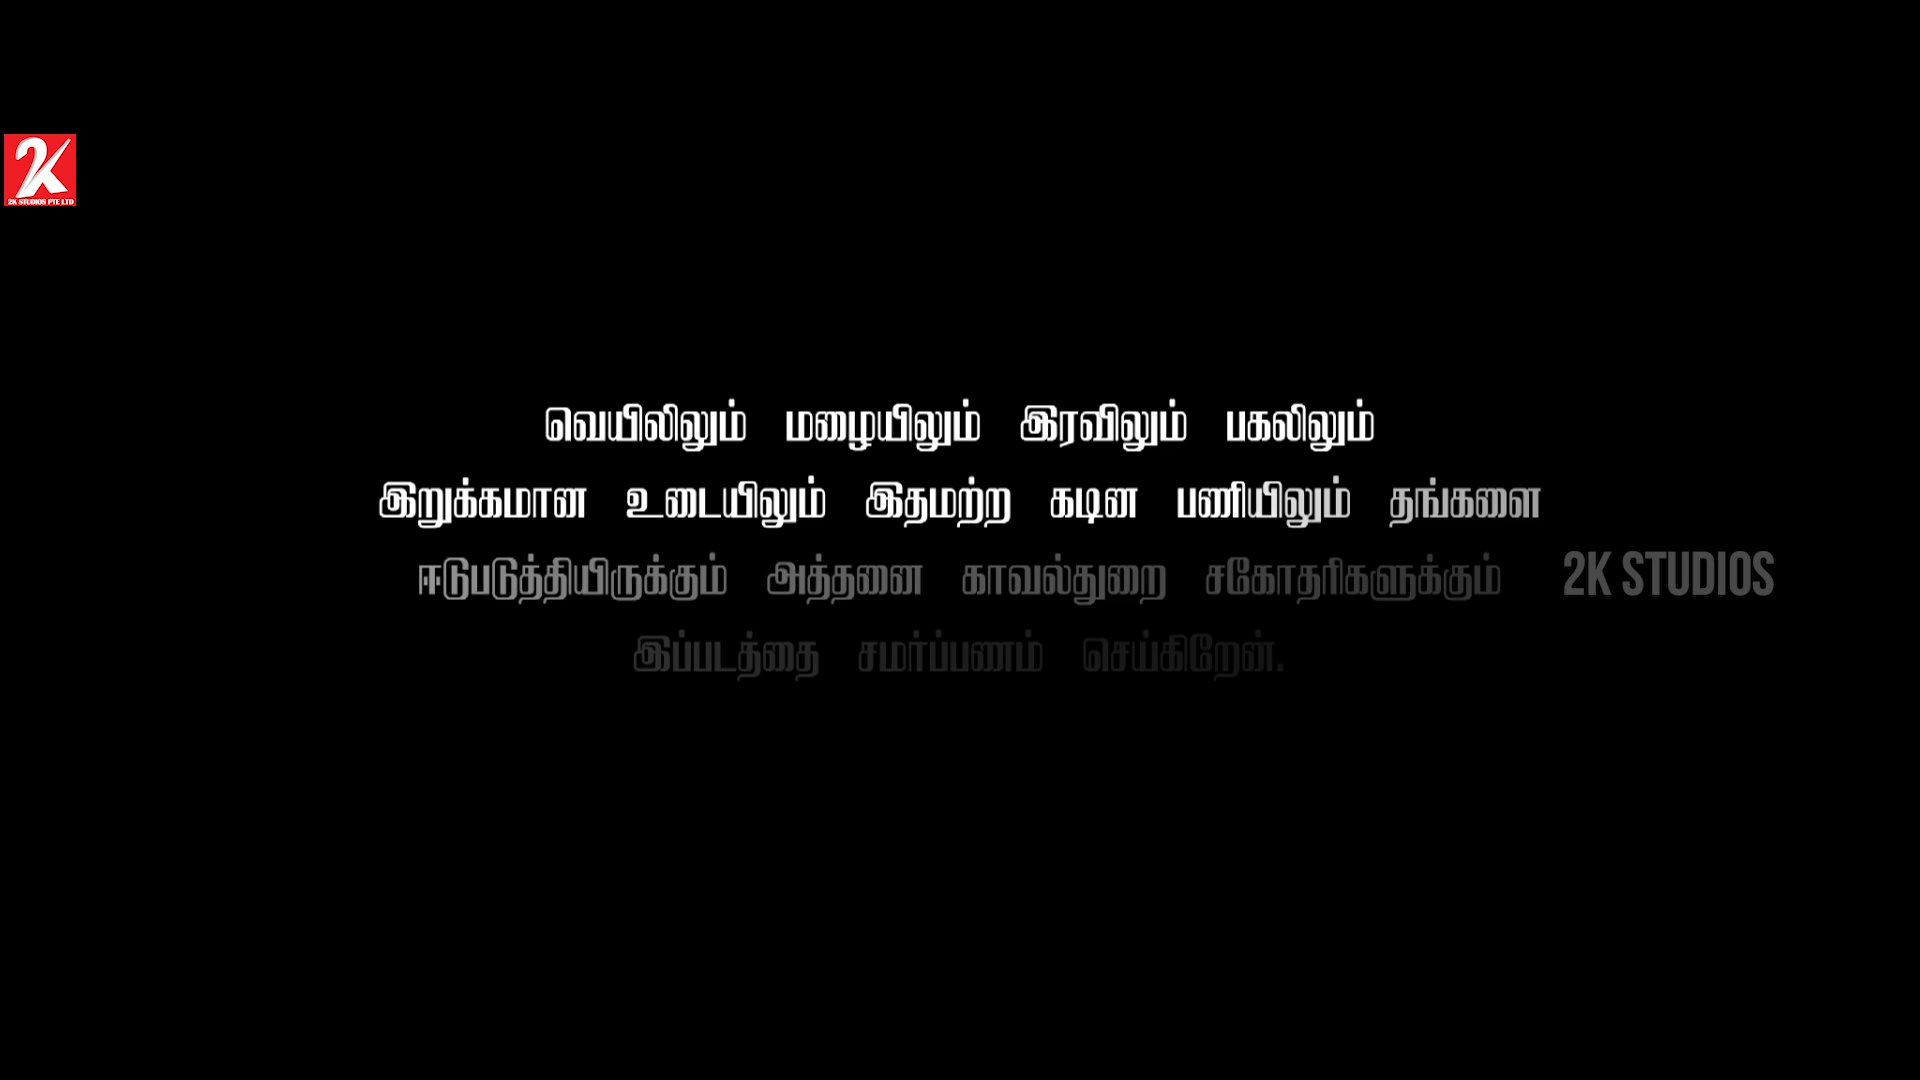 2K
2K STUDIOS PTE LTD
வெயிலிலும் மழையிலும் இரவிலும் பகலிலும்
இறுக்கமான உடையிலும் இதமற்ற கடின பணியிலும் தங்களை
ஈடுபடுத்தியிருக்கும் அத்தனை காவல்துறை சகோதரிகளுக்கும்
2K STUDIOS
இப்படத்தை சமர்ப்பணம் செய்கிறேன்.